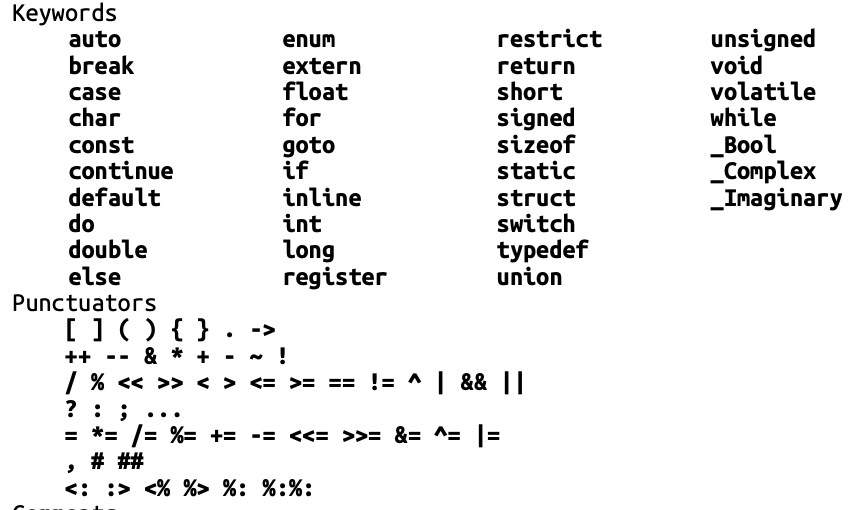 Keywords
auto enum restrict unsigned
break extern return void
case float short volatile
char for signed while
const goto sizeof _Bool
continue if static _Complex
default inline struct _Imaginary
do int switch
double long typedef
else register union
Punctuators
[ ] ( ) { } . ->
++ -- & * + - ~ !
/ % << >> < > <= >= == != ^ | && ||
? : ; ...
= *= /= %= += -= <<= >>= &= ^= |=
, # ##
<: :> <% %> %: %:%: